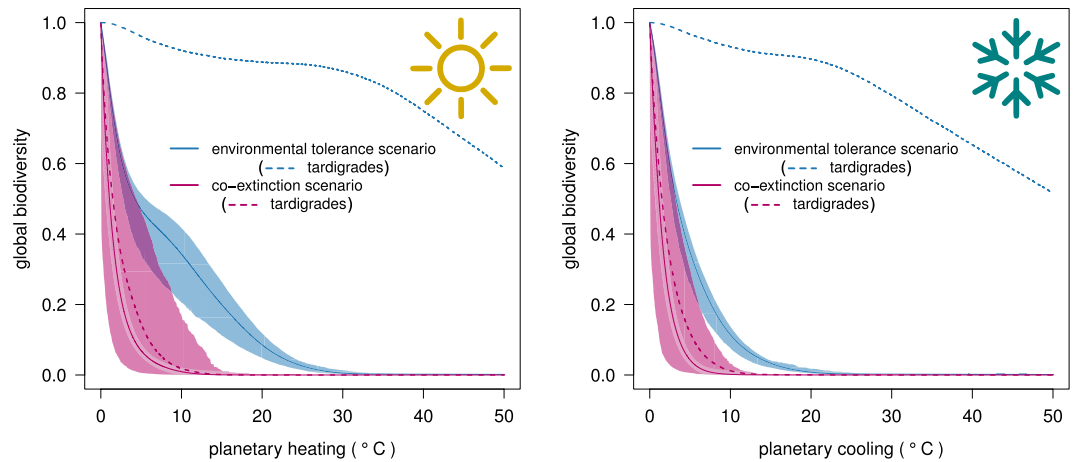 global biodiversity
1.0
0.8
0.6
0.4
0.2
0.0
environmental tolerance scenario
( tardigrades)
co−extinction scenario
( tardigrades)
0 10 20 30 40 50
planetary heating ( ° C )
global biodiversity
1.0
0.8
0.6
0.4
0.2
0.0
environmental tolerance scenario
( tardigrades)
co−extinction scenario
( tardigrades)
0 10 20 30 40 50
planetary cooling ( ° C )